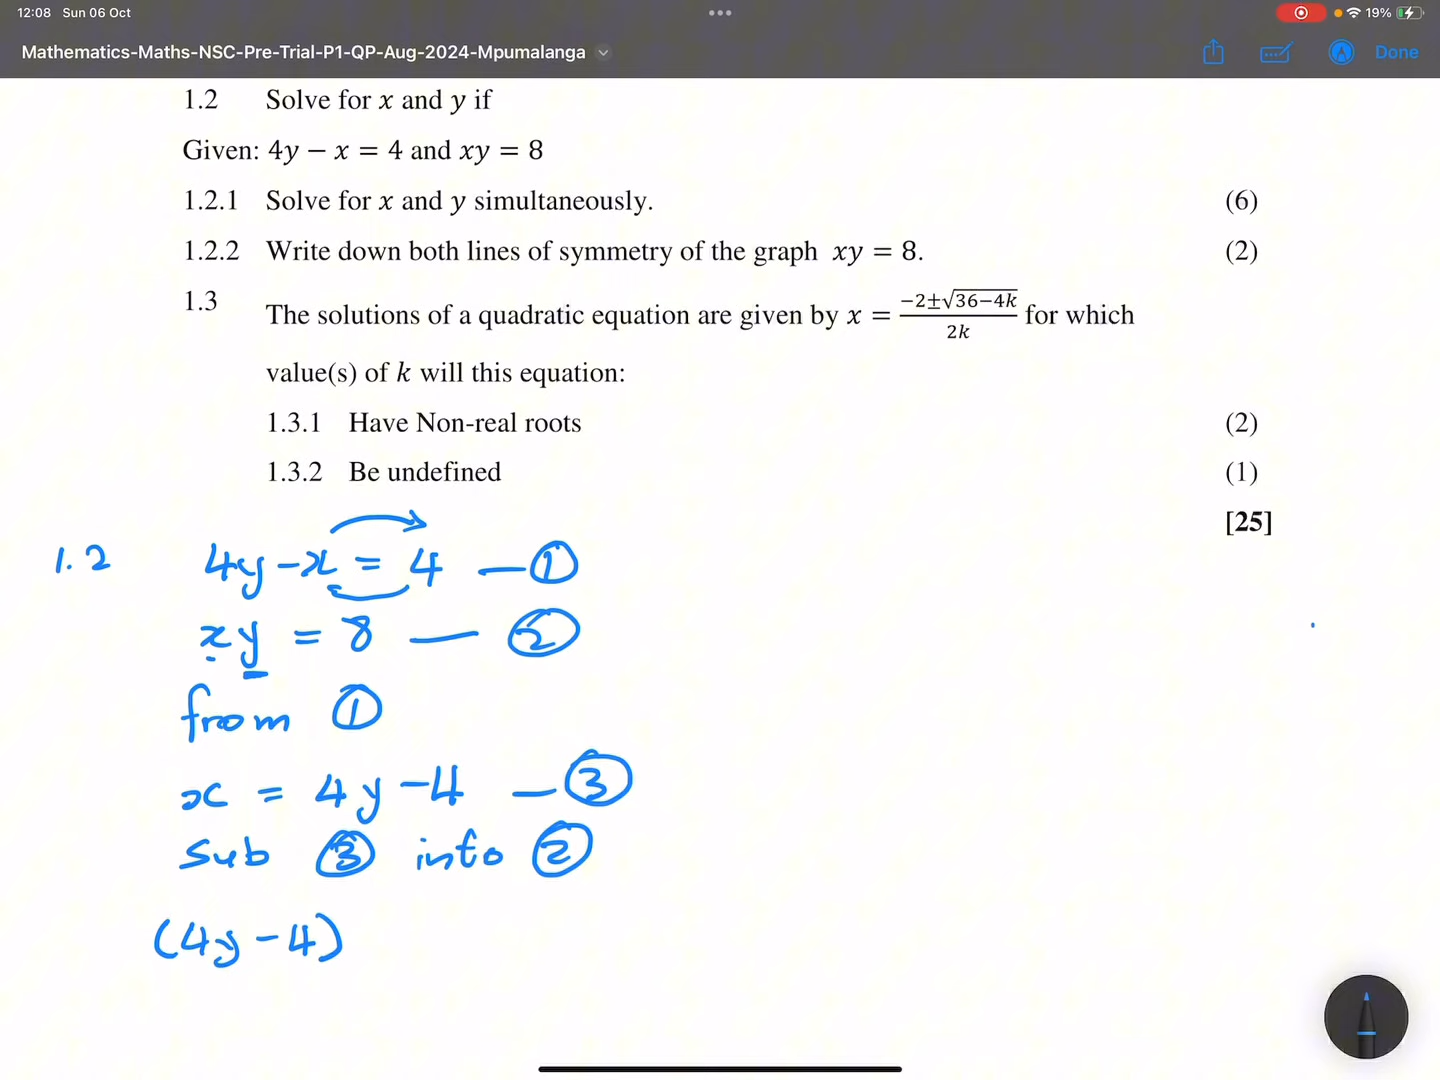 12:08 Sun 06 Oct
19%
Mathematics-Maths-NSC-Pre-Trial-P1-QP-Aug-2024-Mpumalanga
Done
1.2 Solve for x and y if
Given: 4y − x = 4 and xy = 8
1.2.1 Solve for x and y simultaneously. (6)
1.2.2 Write down both lines of symmetry of the graph xy = 8. (2)
1.3 The solutions of a quadratic equation are given by x = (−2±√(36−4k))/(2k) for which
value(s) of k will this equation:
1.3.1 Have Non-real roots (2)
1.3.2 Be undefined (1)
[25]
1.2 4y − x = 4 — ①
xy = 8 — ②
from ①
x = 4y − 4 — ③
Sub ③ into ②
(4y − 4)